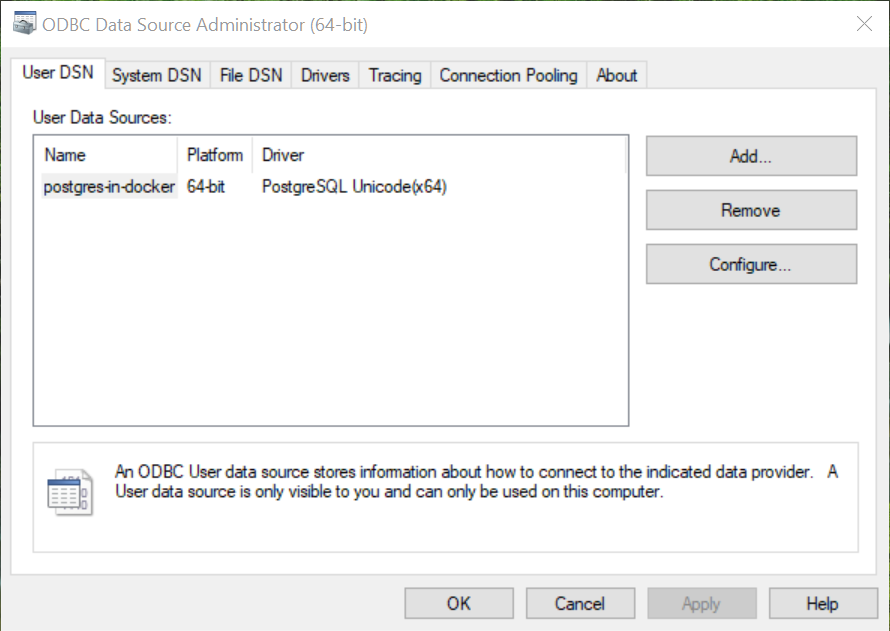 ODBC Data Source Administrator (64-bit)
User DSN System DSN File DSN Drivers Tracing Connection Pooling About
User Data Sources:
Name Platform Driver
postgres-in-docker 64-bit PostgreSQL Unicode(x64)
Add...
Remove
Configure...
An ODBC User data source stores information about how to connect to the indicated data provider. A
User data source is only visible to you and can only be used on this computer.
OK Cancel Apply Help